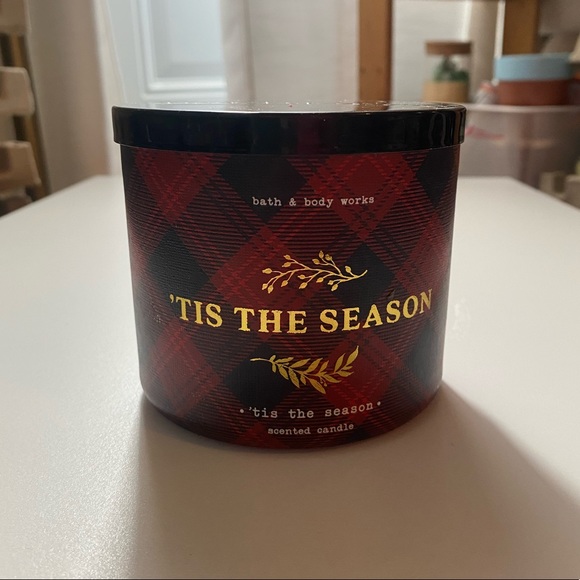 bath & body works
'TIS THE SEASON
• 'tis the season •
scented candle